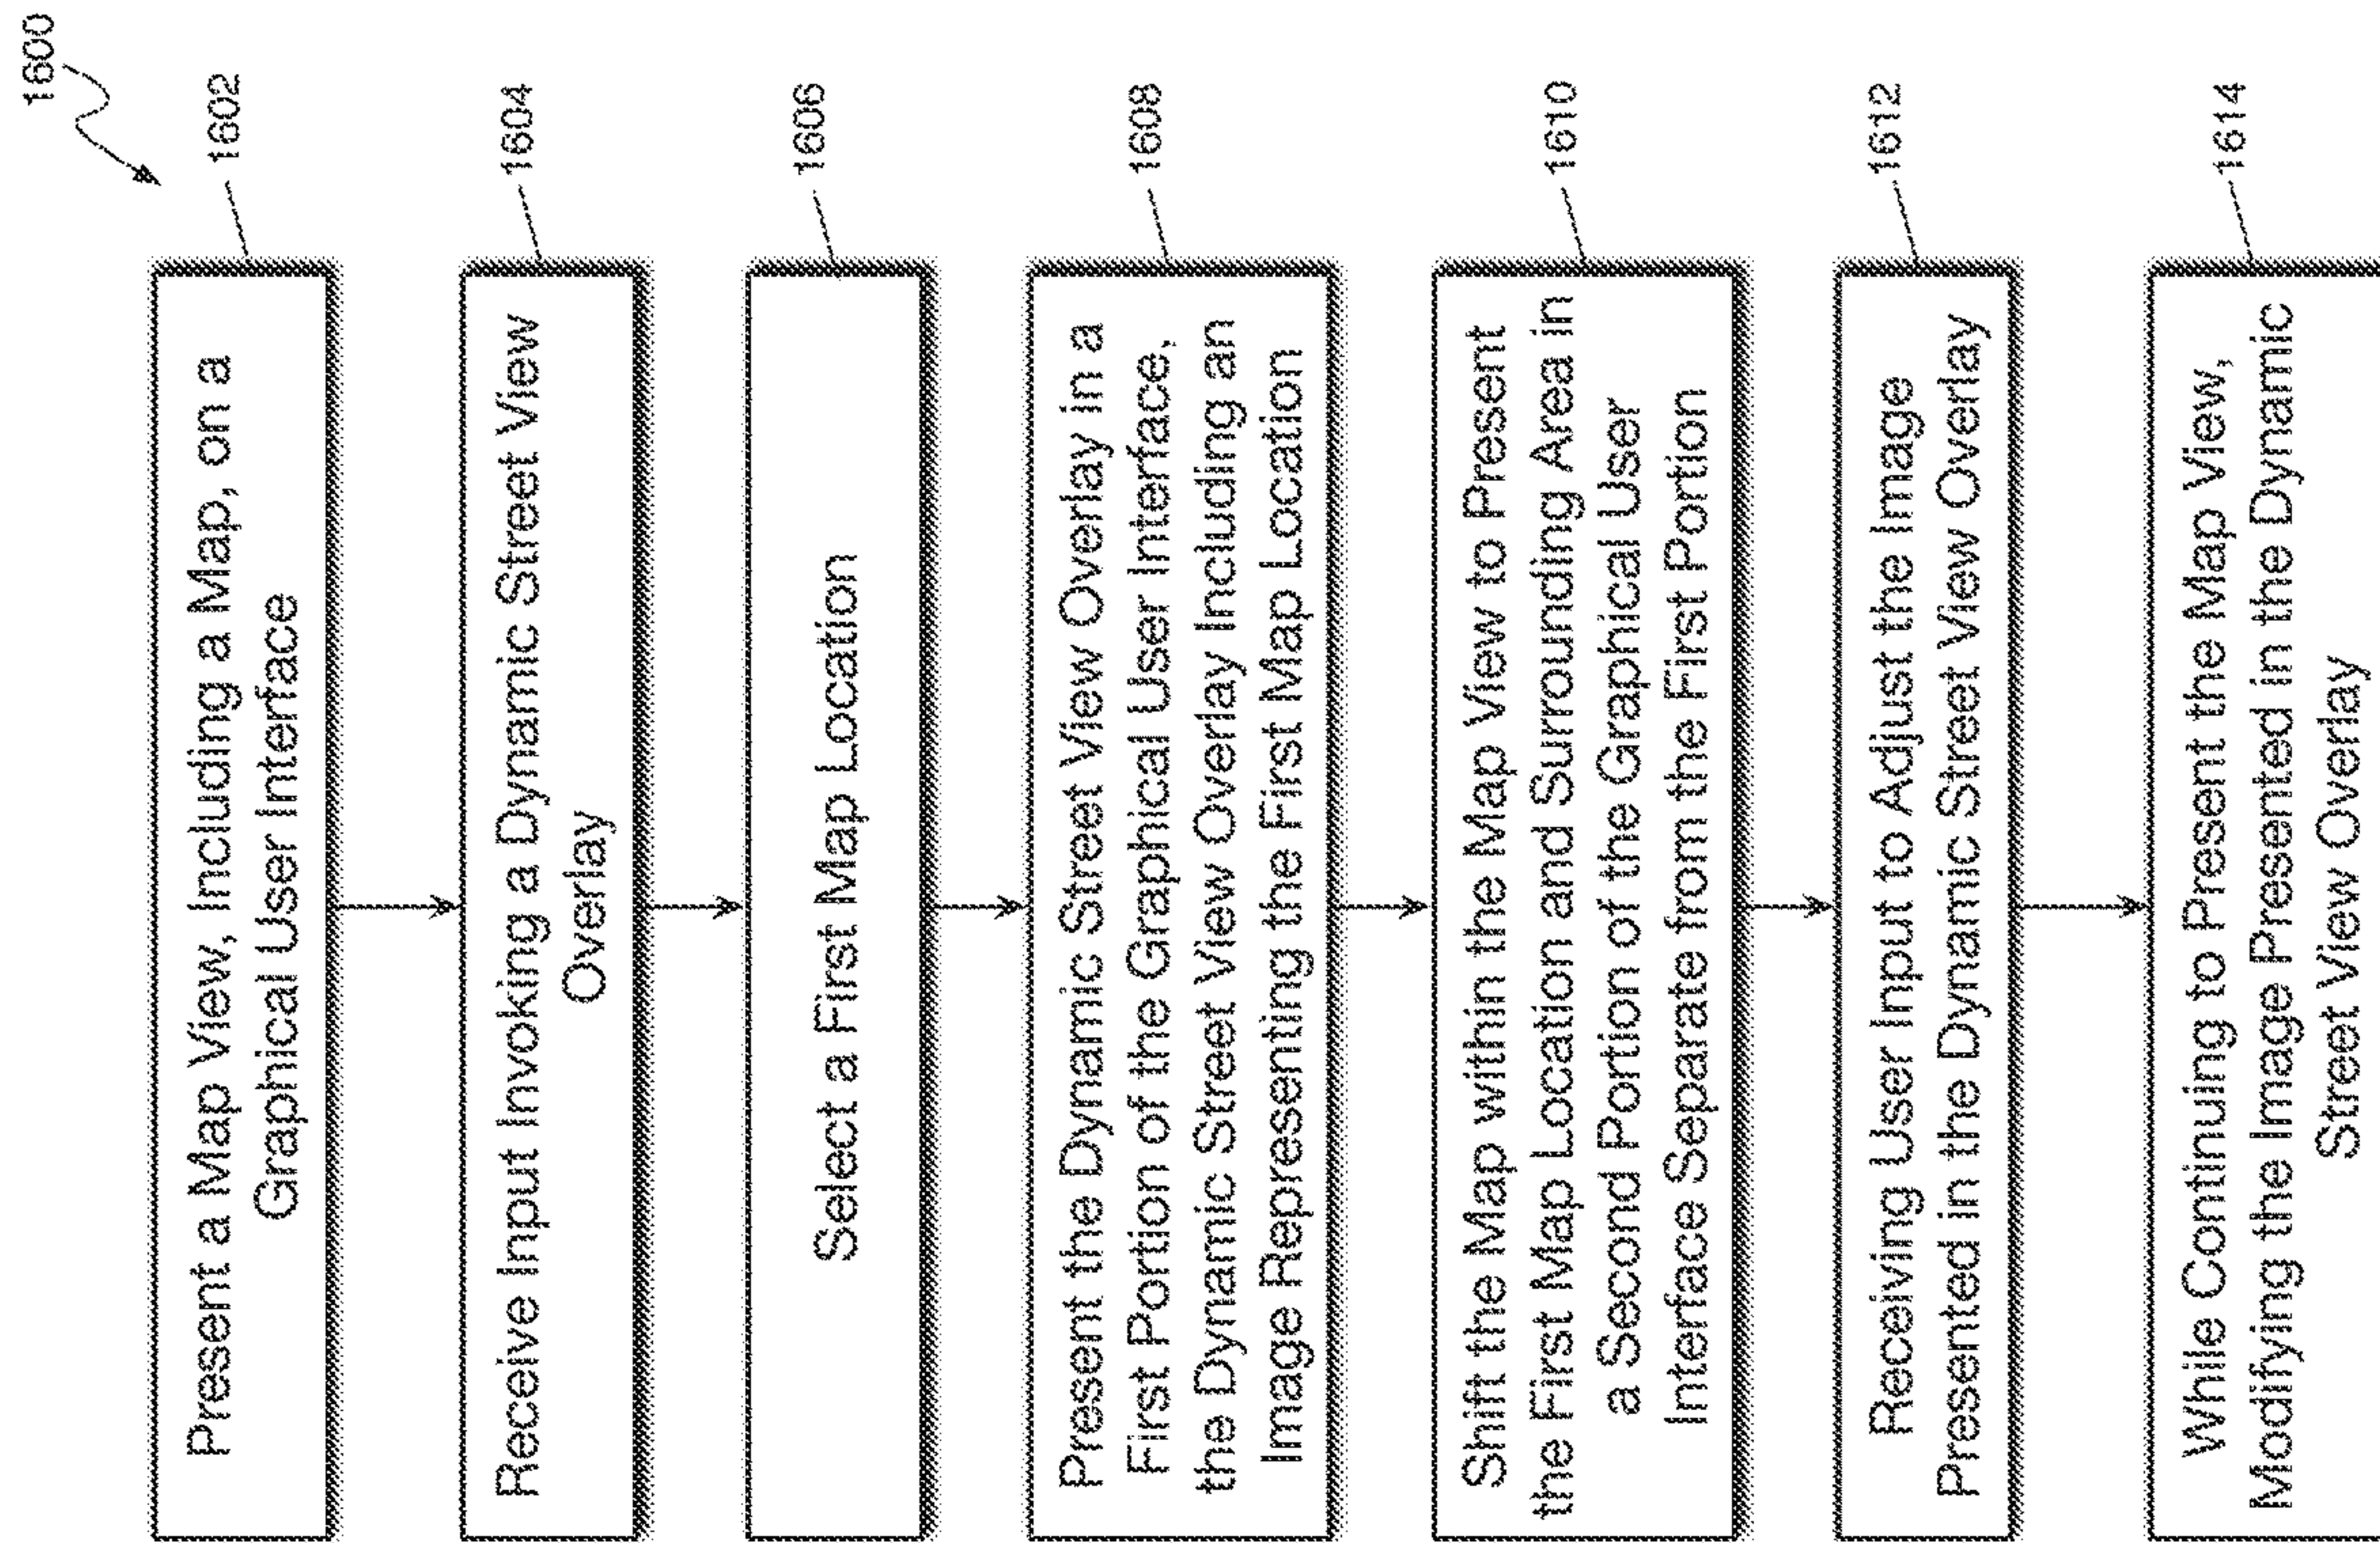 1600
Present a Map View, Including a Map, on a
Graphical User Interface
1602
Receive Input Invoking a Dynamic Street View
Overlay
1604
Select a First Map Location
1606
Present the Dynamic Street View Overlay in a
First Portion of the Graphical User Interface,
the Dynamic Street View Overlay Including an
Image Representing the First Map Location
1608
Shift the Map within the Map View to Present
the First Map Location and Surrounding Area in
a Second Portion of the Graphical User
Interface Separate from the First Portion
1610
Receiving User Input to Adjust the Image
Presented in the Dynamic Street View Overlay
1612
While Continuing to Present the Map View,
Modifying the Image Presented in the Dynamic
Street View Overlay
1614